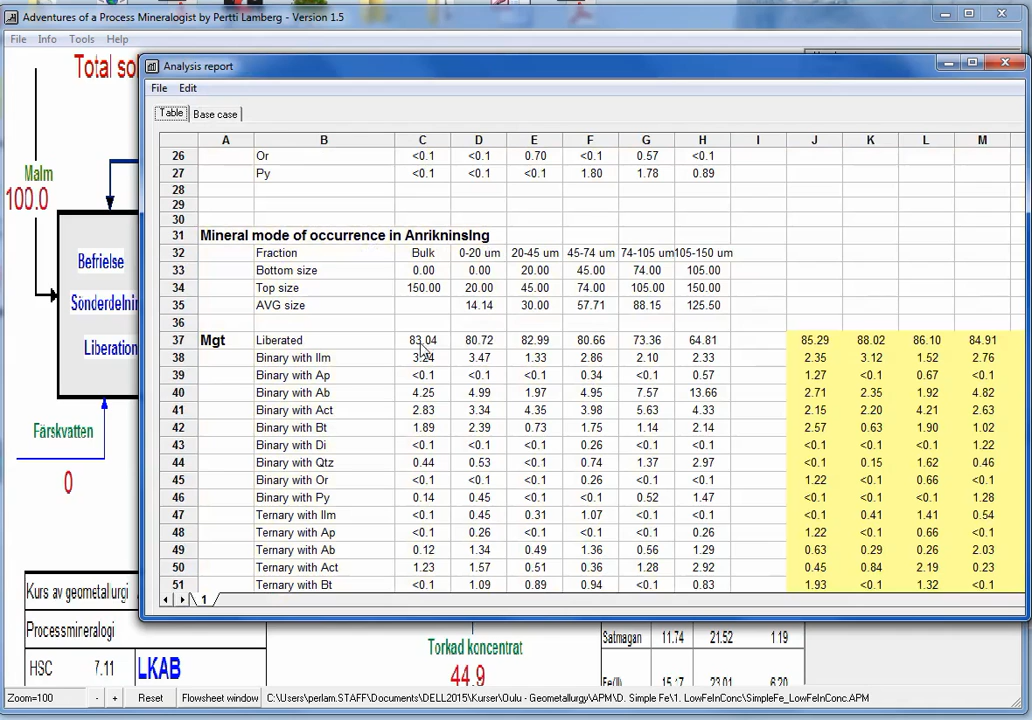 Adventures of a Process Mineralogist by Pertti Lamberg - Version 1.5
File Info Tools Help
Total so
Malm
100.0
Befrielse
Sönderdelnin
Liberation
Färskvatten
0
Analysis report
File Edit
Table Base case
A B C D E F G H I J K L M
26 Or <0.1 <0.1 0.70 <0.1 0.57 <0.1
27 Py <0.1 <0.1 <0.1 1.80 1.78 0.89
28
29
30
31 Mineral mode of occurrence in AnrikninsIng
32 Fraction Bulk 0-20 um 20-45 um 45-74 um 74-105 um 105-150 um
33 Bottom size 0.00 0.00 20.00 45.00 74.00 105.00
34 Top size 150.00 20.00 45.00 74.00 105.00 150.00
35 AVG size 14.14 30.00 57.71 88.15 125.50
36
37 Mgt Liberated 83.04 80.72 82.99 80.66 73.36 64.81 85.29 88.02 86.10 84.91
38 Binary with Ilm 3.24 3.47 1.33 2.86 2.10 2.33 2.35 3.12 1.52 2.76
39 Binary with Ap <0.1 <0.1 <0.1 0.34 <0.1 0.57 1.27 <0.1 0.67 <0.1
40 Binary with Ab 4.25 4.99 1.97 4.95 7.57 13.66 2.71 2.35 1.92 4.82
41 Binary with Act 2.83 3.34 4.35 3.98 5.63 4.33 2.15 2.20 4.21 2.63
42 Binary with Bt 1.89 2.39 0.73 1.75 1.14 2.14 2.57 0.63 1.90 1.02
43 Binary with Di <0.1 <0.1 <0.1 0.26 <0.1 <0.1 <0.1 <0.1 <0.1 1.22
44 Binary with Qtz 0.44 0.53 <0.1 0.74 1.37 2.97 <0.1 0.15 1.62 0.46
45 Binary with Or <0.1 <0.1 <0.1 0.26 <0.1 <0.1 1.22 <0.1 0.66 <0.1
46 Binary with Py 0.14 0.45 <0.1 <0.1 0.52 1.47 <0.1 <0.1 <0.1 1.28
47 Ternary with Ilm <0.1 0.45 0.31 1.07 <0.1 <0.1 <0.1 0.41 1.41 0.54
48 Ternary with Ap <0.1 0.26 <0.1 <0.1 <0.1 0.26 1.22 <0.1 0.66 <0.1
49 Ternary with Ab 0.12 1.34 0.49 1.36 0.56 1.29 0.63 0.29 0.26 2.03
50 Ternary with Act 1.23 1.57 0.51 0.36 1.28 2.92 0.45 0.84 2.19 0.23
51 Ternary with Bt <0.1 1.09 0.89 0.94 <0.1 0.83 1.93 <0.1 1.32 <0.1
1
Kurs av geometallurgi
Processmineralogi
HSC 7.11 LKAB
Torkad koncentrat
44.9
Satmagan 11.74 21.52 1.19
Zoom=100 - + Reset Flowsheet window C:\Users\perlam.STAFF\Documents\DELL2015\Kurser\Oulu - Geometallurgy\APM\D. Simple Fe\1. LowFeInConc\SimpleFe_LowFeInConc.APM